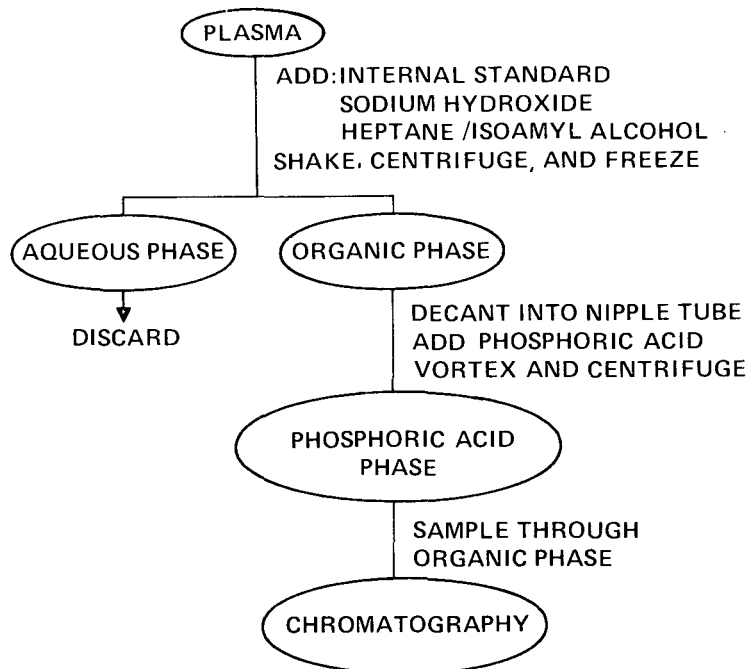 PLASMA
ADD:INTERNAL STANDARD
SODIUM HYDROXIDE
HEPTANE /ISOAMYL ALCOHOL
SHAKE. CENTRIFUGE, AND FREEZE
AQUEOUS PHASE
ORGANIC PHASE
DISCARD
DECANT INTO NIPPLE TUBE
ADD PHOSPHORIC ACID
VORTEX AND CENTRIFUGE
PHOSPHORIC ACID
PHASE
SAMPLE THROUGH
ORGANIC PHASE
CHROMATOGRAPHY